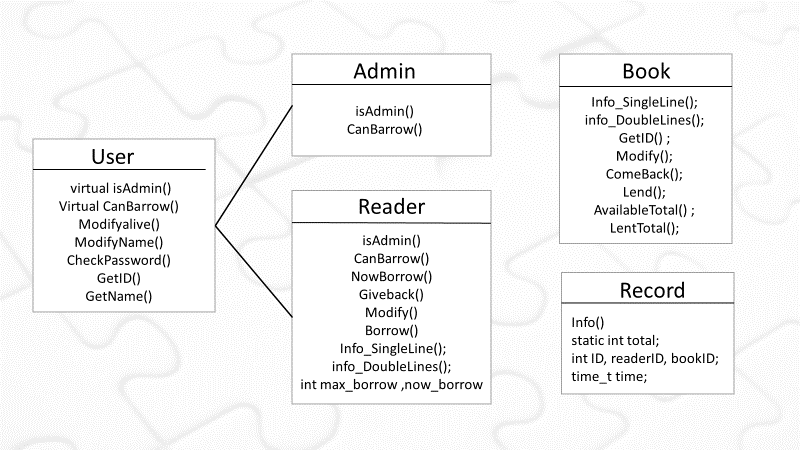 User
virtual isAdmin()
Virtual CanBarrow()
Modifyalive()
ModifyName()
CheckPassword()
GetID()
GetName()
Admin
isAdmin()
CanBarrow()
Reader
isAdmin()
CanBarrow()
NowBorrow()
Giveback()
Modify()
Borrow()
Info_SingleLine();
info_DoubleLines();
int max_borrow ,now_borrow
Book
Info_SingleLine();
info_DoubleLines();
GetID() ;
Modify();
ComeBack();
Lend();
AvailableTotal() ;
LentTotal();
Record
Info()
static int total;
int ID, readerID, bookID;
time_t time;